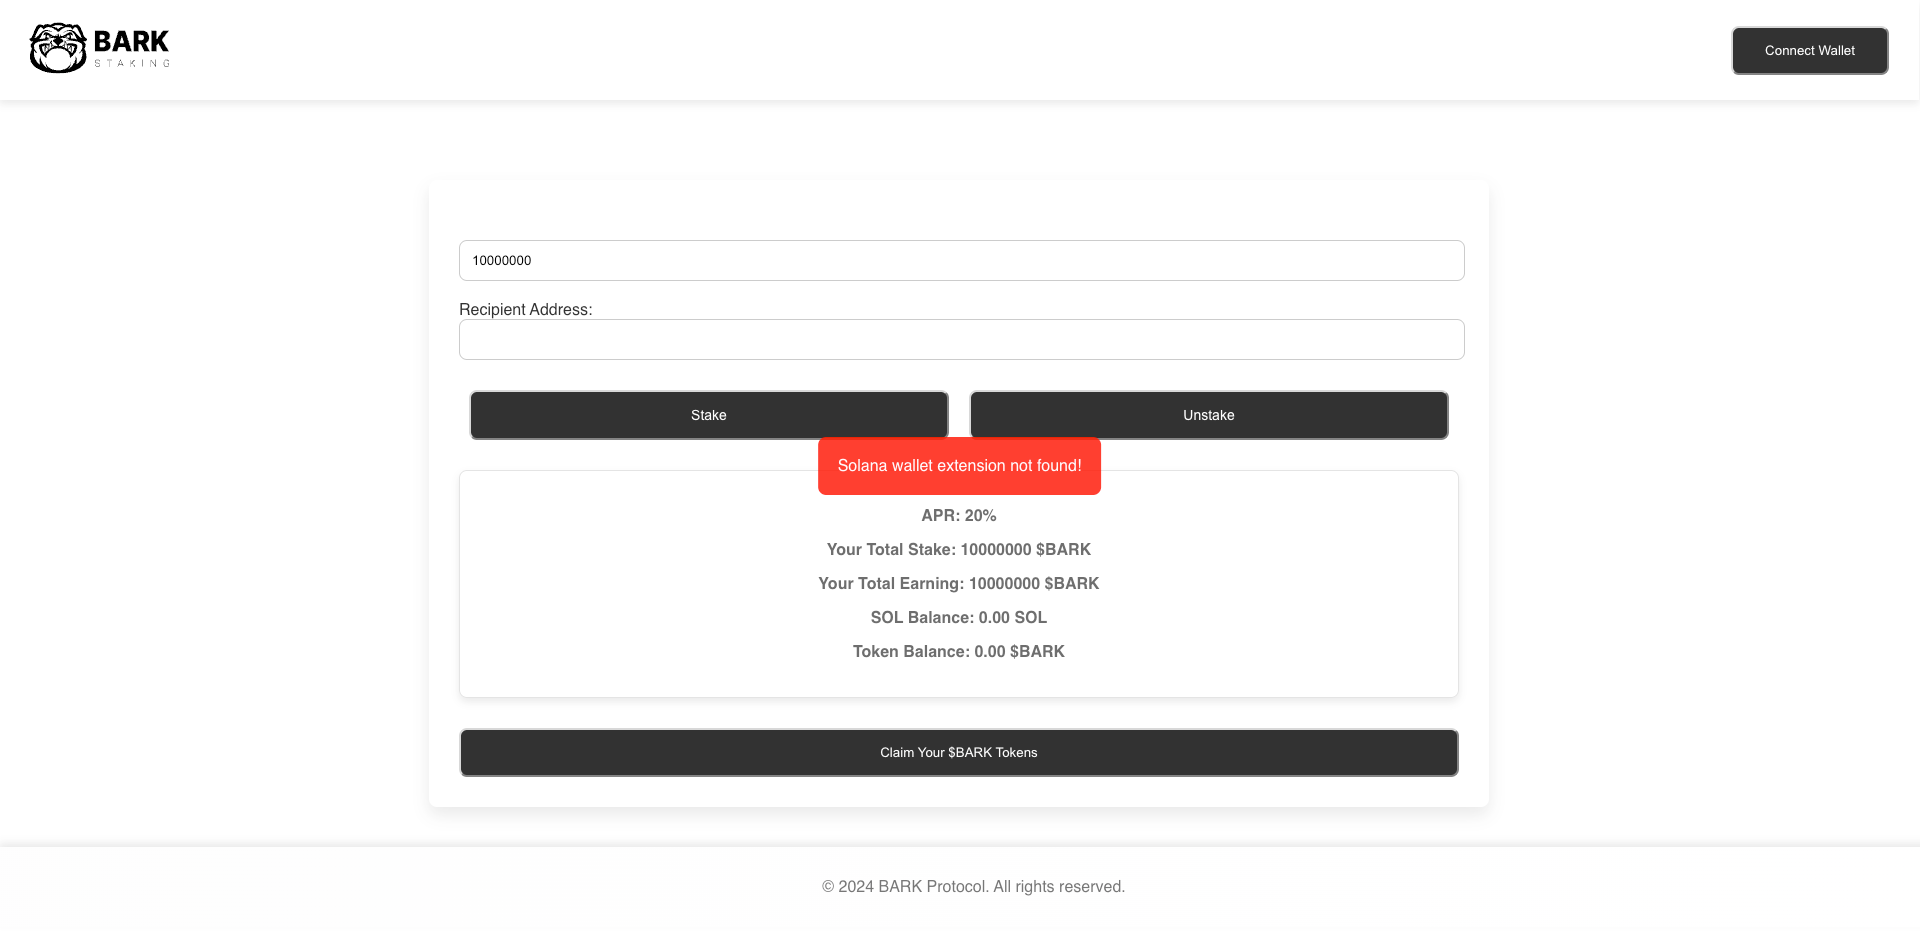 BARK
STAKING
Connect Wallet
10000000
Recipient Address:
Stake
Unstake
Solana wallet extension not found!
APR: 20%
Your Total Stake: 10000000 $BARK
Your Total Earning: 10000000 $BARK
SOL Balance: 0.00 SOL
Token Balance: 0.00 $BARK
Claim Your $BARK Tokens
© 2024 BARK Protocol. All rights reserved.